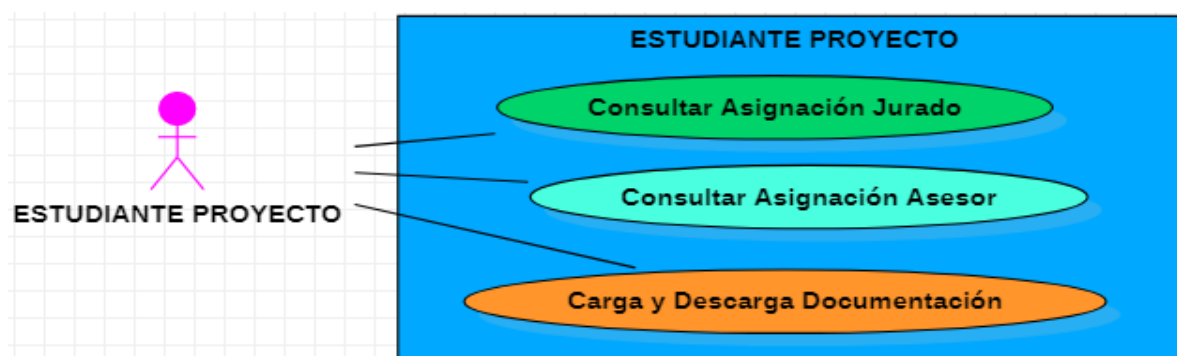 ESTUDIANTE PROYECTO
Consultar Asignación Jurado
Consultar Asignación Asesor
ESTUDIANTE PROYECTO
Carga y Descarga Documentación